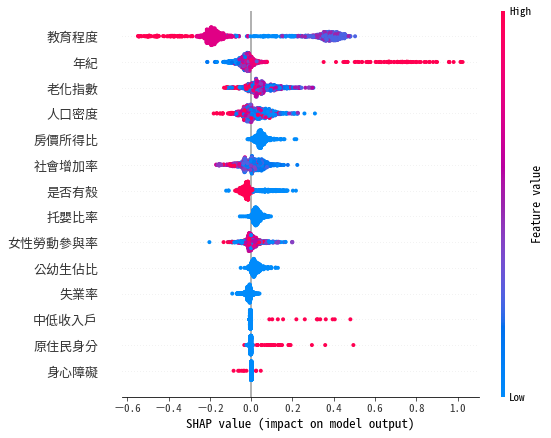 High
教育程度
年紀
老化指數
人口密度
房價所得比
社會增加率
是否有殼
托嬰比率
女性勞動參與率
公幼生佔比
失業率
中低收入戶
原住民身分
身心障礙
Feature value
Low
−0.6 −0.4 −0.2 0.0 0.2 0.4 0.6 0.8 1.0
SHAP value (impact on model output)